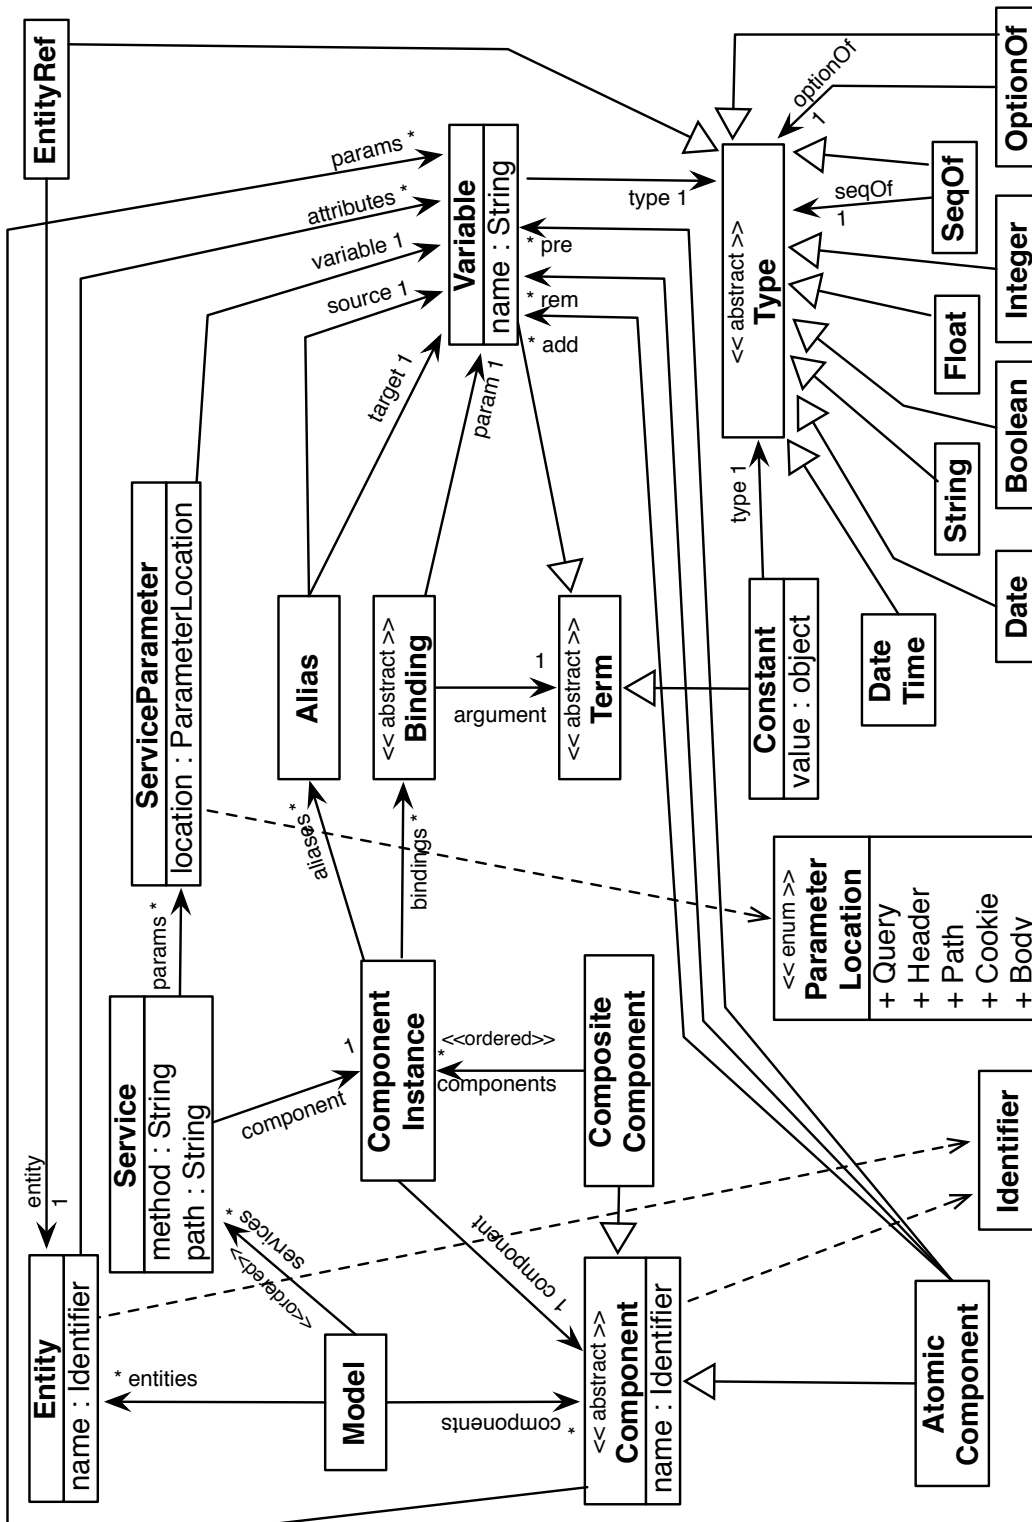 Entity
name : Identifier
entity
1
EntityRef
* entities
Model
<<ordered>>
services *
components
*
Service
method : String
path : String
params *
ServiceParameter
location : ParameterLocation
component
1
Component
Instance
aliases *
bindings *
Alias
<< abstract >>
Binding
argument
1
<< abstract >>
Term
source 1
target 1
param 1
variable 1
attributes *
params *
Variable
name : String
* pre
* rem
* add
type 1
<<ordered>>
*
components
Composite
Component
1 component
<< abstract >>
Component
name : Identifier
Atomic
Component
Identifier
<< enum >>
Parameter
Location
+ Query
+ Header
+ Path
+ Cookie
+ Body
Constant
value : object
type 1
<< abstract >>
Type
optionOf
1
seqOf
1
Date
Time
Date
String
Boolean
Float
Integer
SeqOf
OptionOf